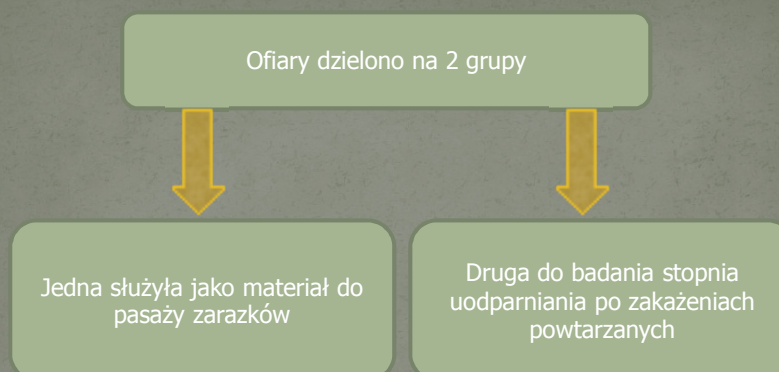 Ofiary dzielono na 2 grupy
Jedna służyła jako materiał do
pasaży zarazków
Druga do badania stopnia
uodparniania po zakażeniach
powtarzanych